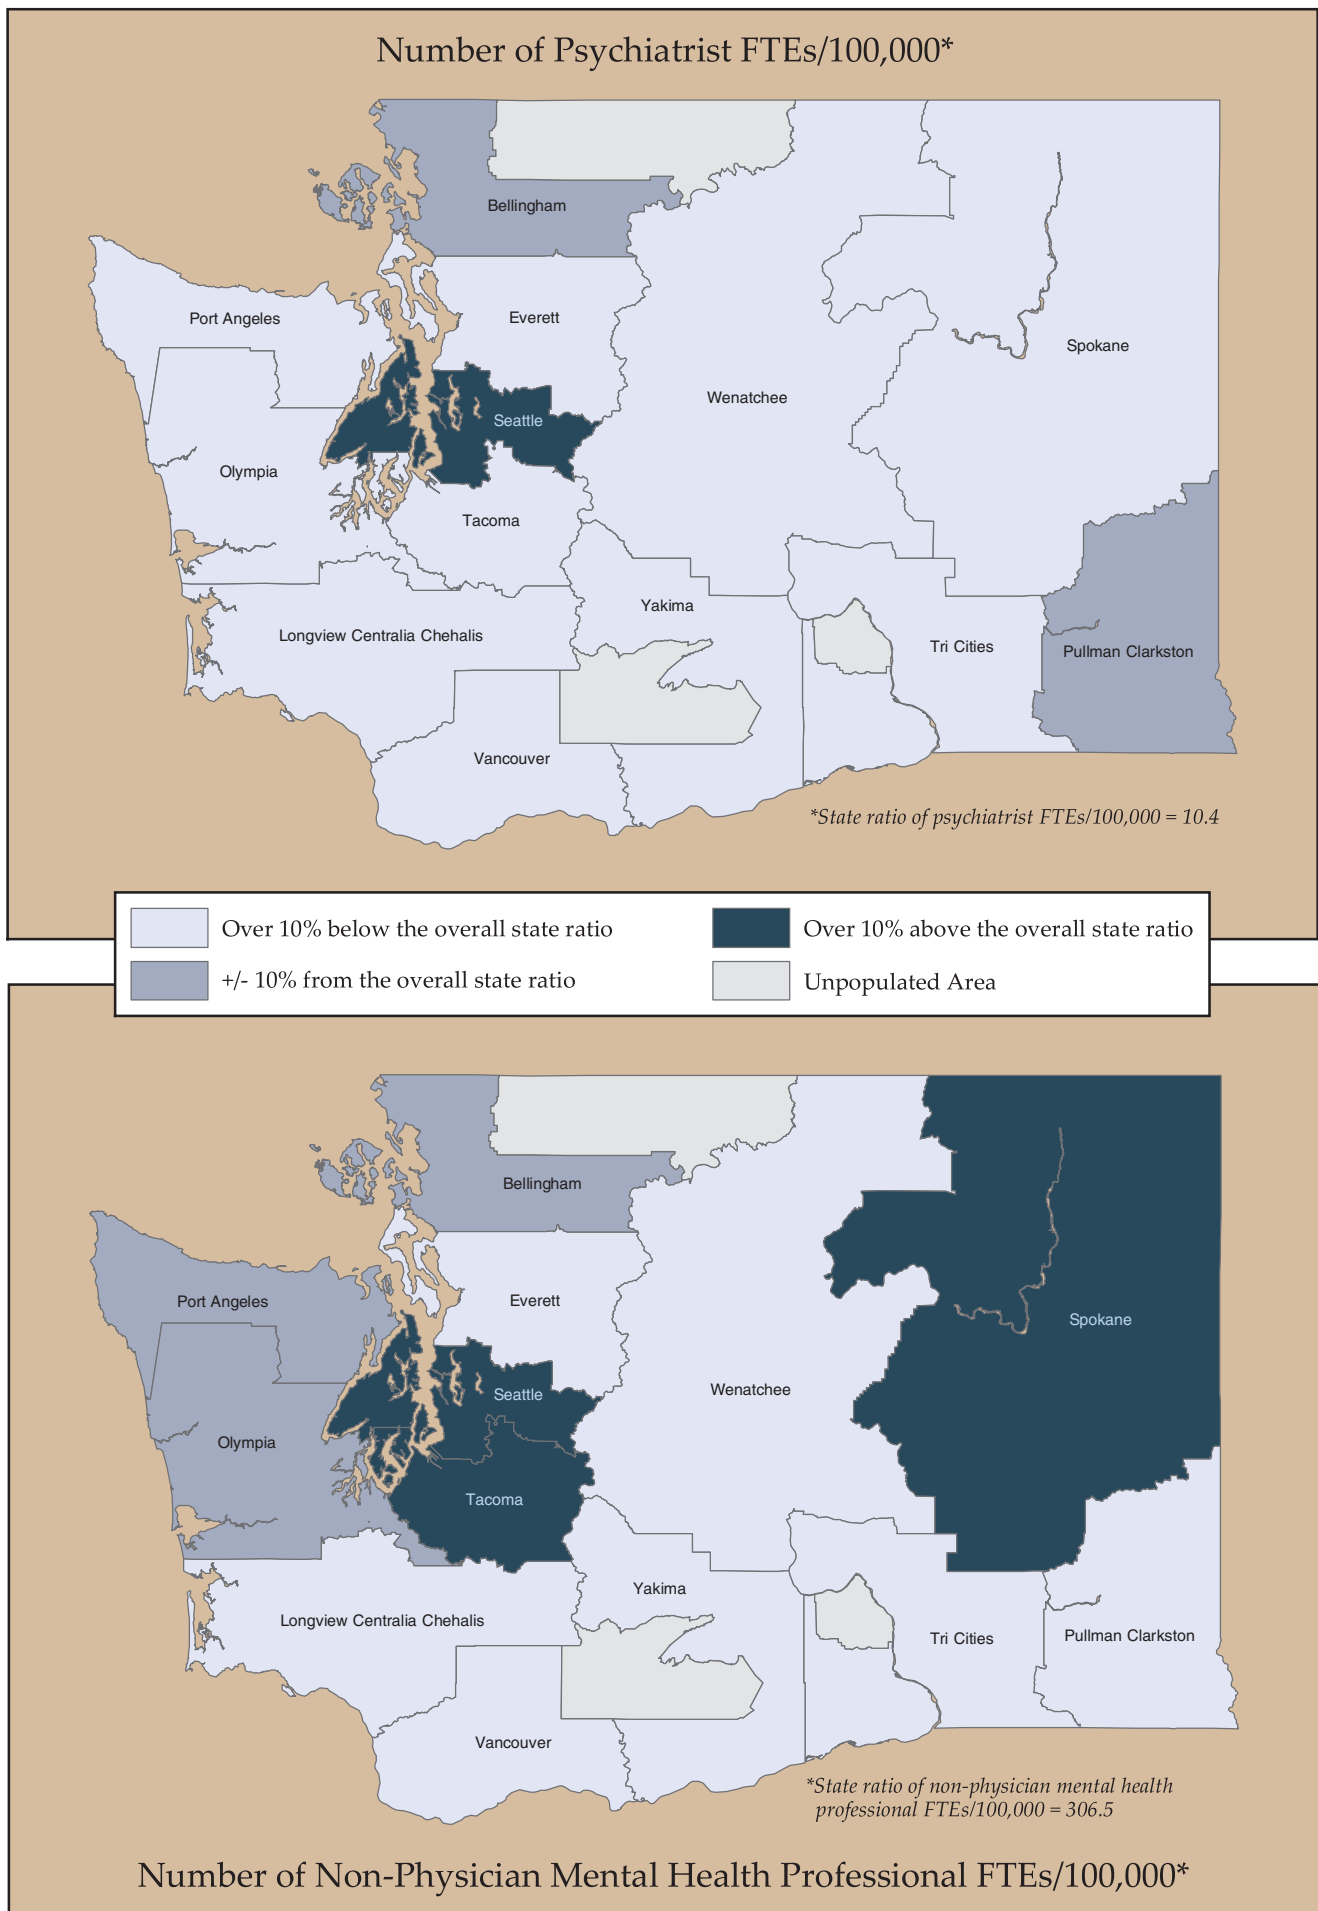 Number of Psychiatrist FTEs/100,000*
Bellingham
Port Angeles
Everett
Spokane
Wenatchee
Seattle
Olympia
Tacoma
Yakima
Longview Centralia Chehalis
Tri Cities
Pullman Clarkston
Vancouver
*State ratio of psychiatrist FTEs/100,000 = 10.4
Over 10% below the overall state ratio
Over 10% above the overall state ratio
+/- 10% from the overall state ratio
Unpopulated Area
Bellingham
Port Angeles
Everett
Spokane
Wenatchee
Seattle
Olympia
Tacoma
Yakima
Longview Centralia Chehalis
Tri Cities
Pullman Clarkston
Vancouver
*State ratio of non-physician mental health
professional FTEs/100,000 = 306.5
Number of Non-Physician Mental Health Professional FTEs/100,000*